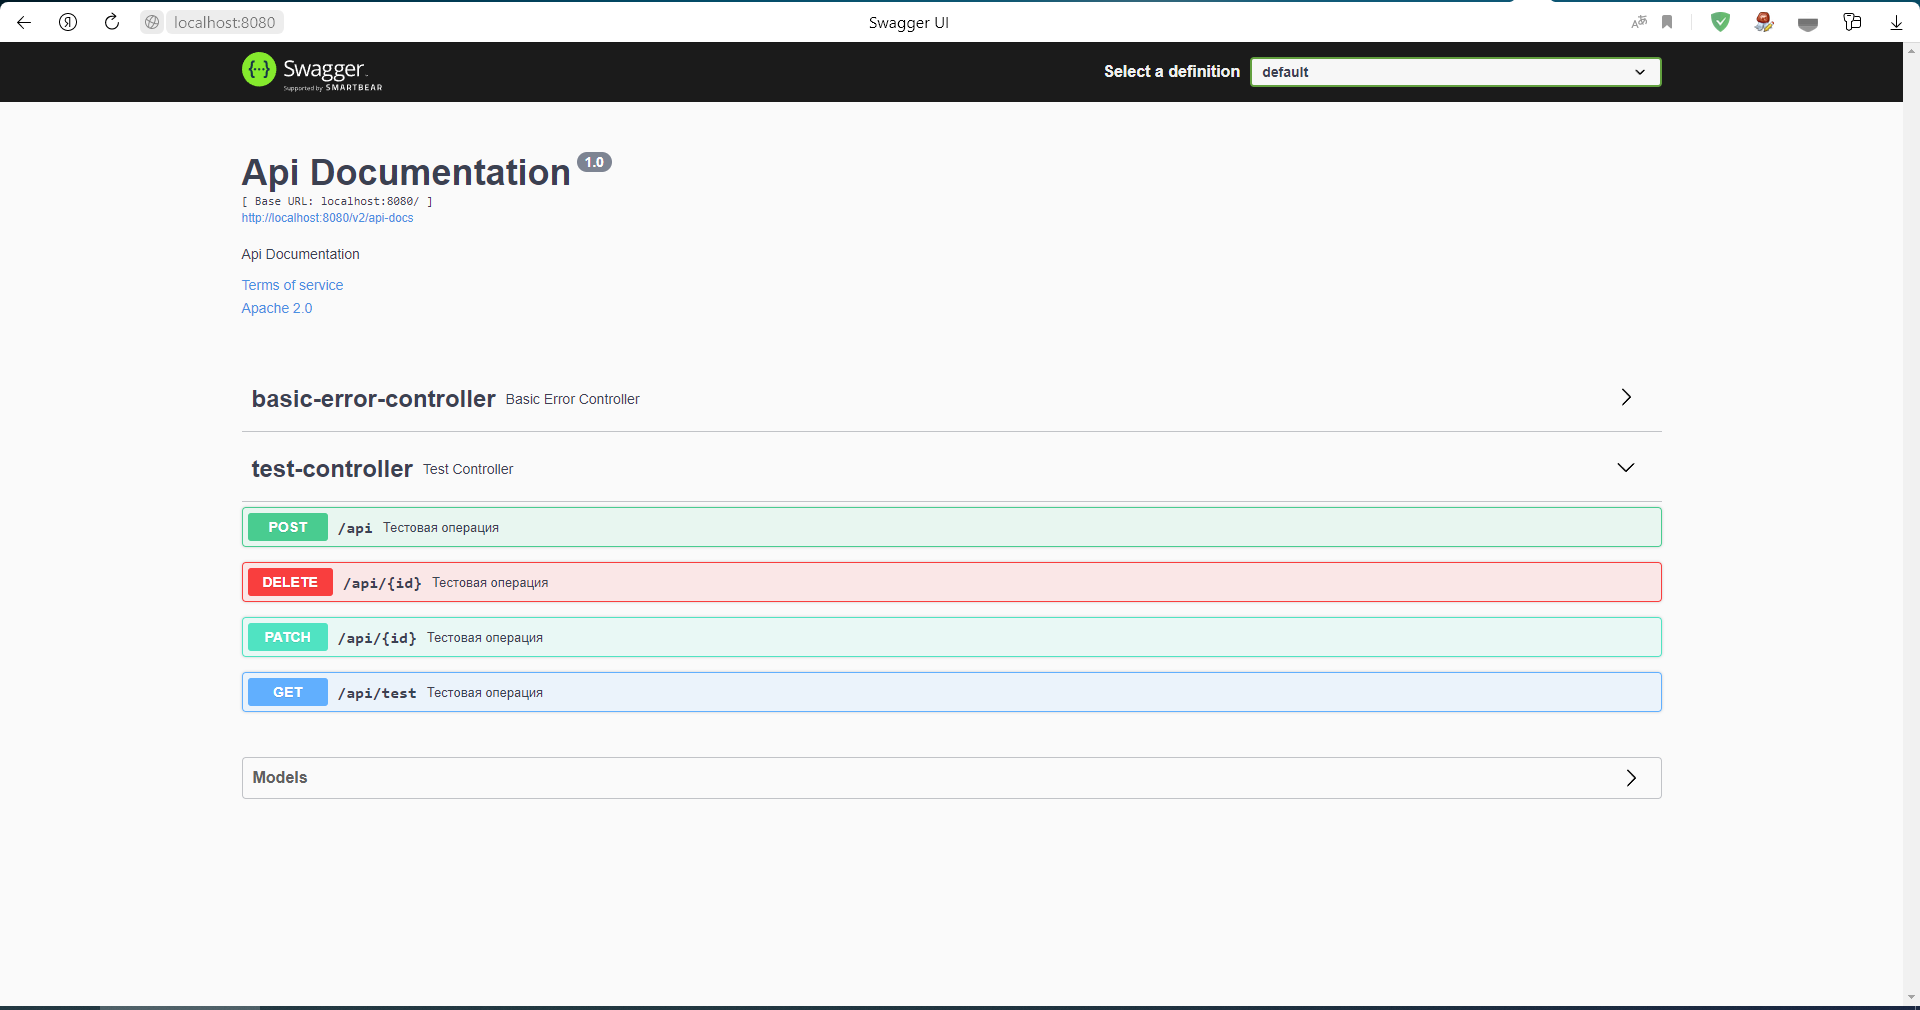 localhost:8080
Swagger UI
Swagger
Supported by SMARTBEAR
Select a definition
default
Api Documentation 1.0
[ Base URL: localhost:8080/ ]
http://localhost:8080/v2/api-docs
Api Documentation
Terms of service
Apache 2.0
basic-error-controller Basic Error Controller
test-controller Test Controller
POST /api Тестовая операция
DELETE /api/{id} Тестовая операция
PATCH /api/{id} Тестовая операция
GET /api/test Тестовая операция
Models